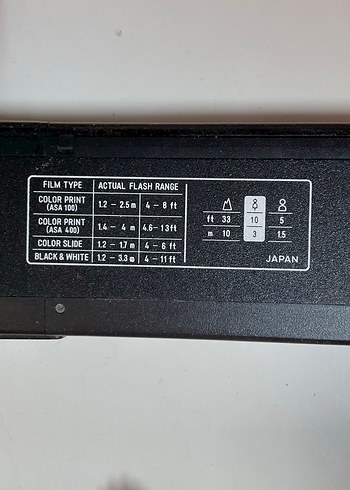 FILM TYPE ACTUAL FLASH RANGE
COLOR PRINT (ASA 100) 1.2 – 2.5 m 4 – 8 ft
COLOR PRINT (ASA 400) 1.4 – 4 m 4.6 – 13 ft
COLOR SLIDE 1.2 – 1.7 m 4 – 6 ft
BLACK & WHITE 1.2 – 3.3 m 4 – 11 ft
ft 33 10 5
m 10 3 1.5
JAPAN